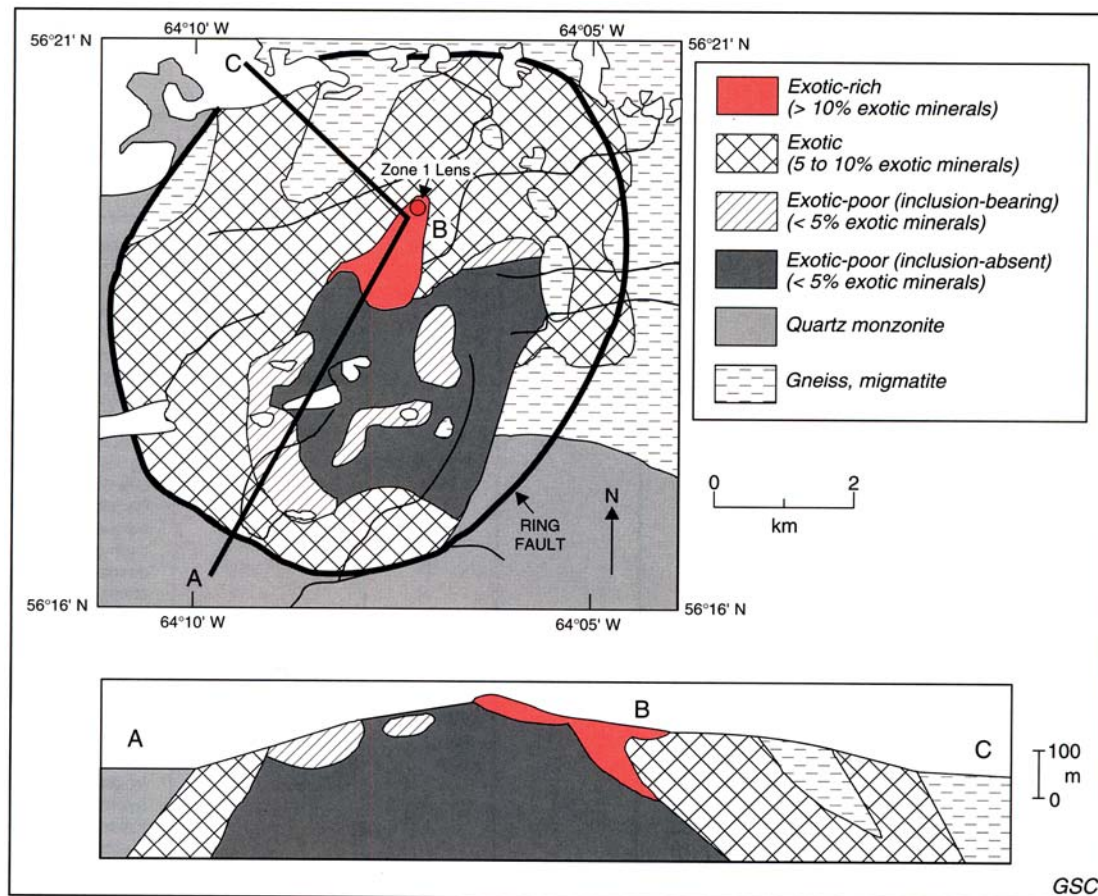 64°10' W
64°05' W
56°21' N
56°21' N
C
Zone 1 Lens
B
A
RING
FAULT
N
56°16' N
56°16' N
64°10' W
64°05' W
Exotic-rich
(> 10% exotic minerals)
Exotic
(5 to 10% exotic minerals)
Exotic-poor (inclusion-bearing)
(< 5% exotic minerals)
Exotic-poor (inclusion-absent)
(< 5% exotic minerals)
Quartz monzonite
Gneiss, migmatite
0 2
km
A
B
C
100
m
0
GSC